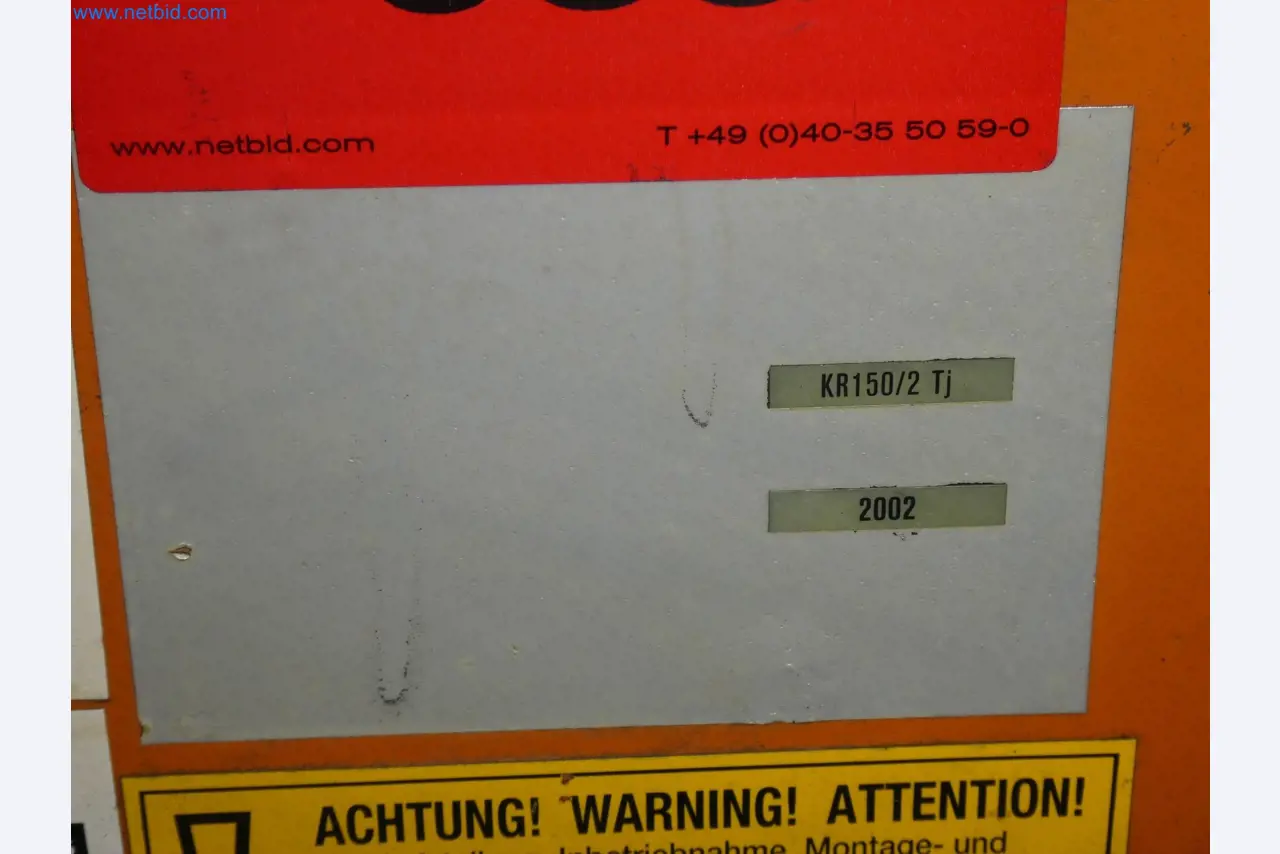 www.netbid.com
www.netbid.com T +49 (0)40-35 50 59-0
KR150/2 Tj
2002
ACHTUNG! WARNING! ATTENTION!
Inbetriebnahme, Montage- und